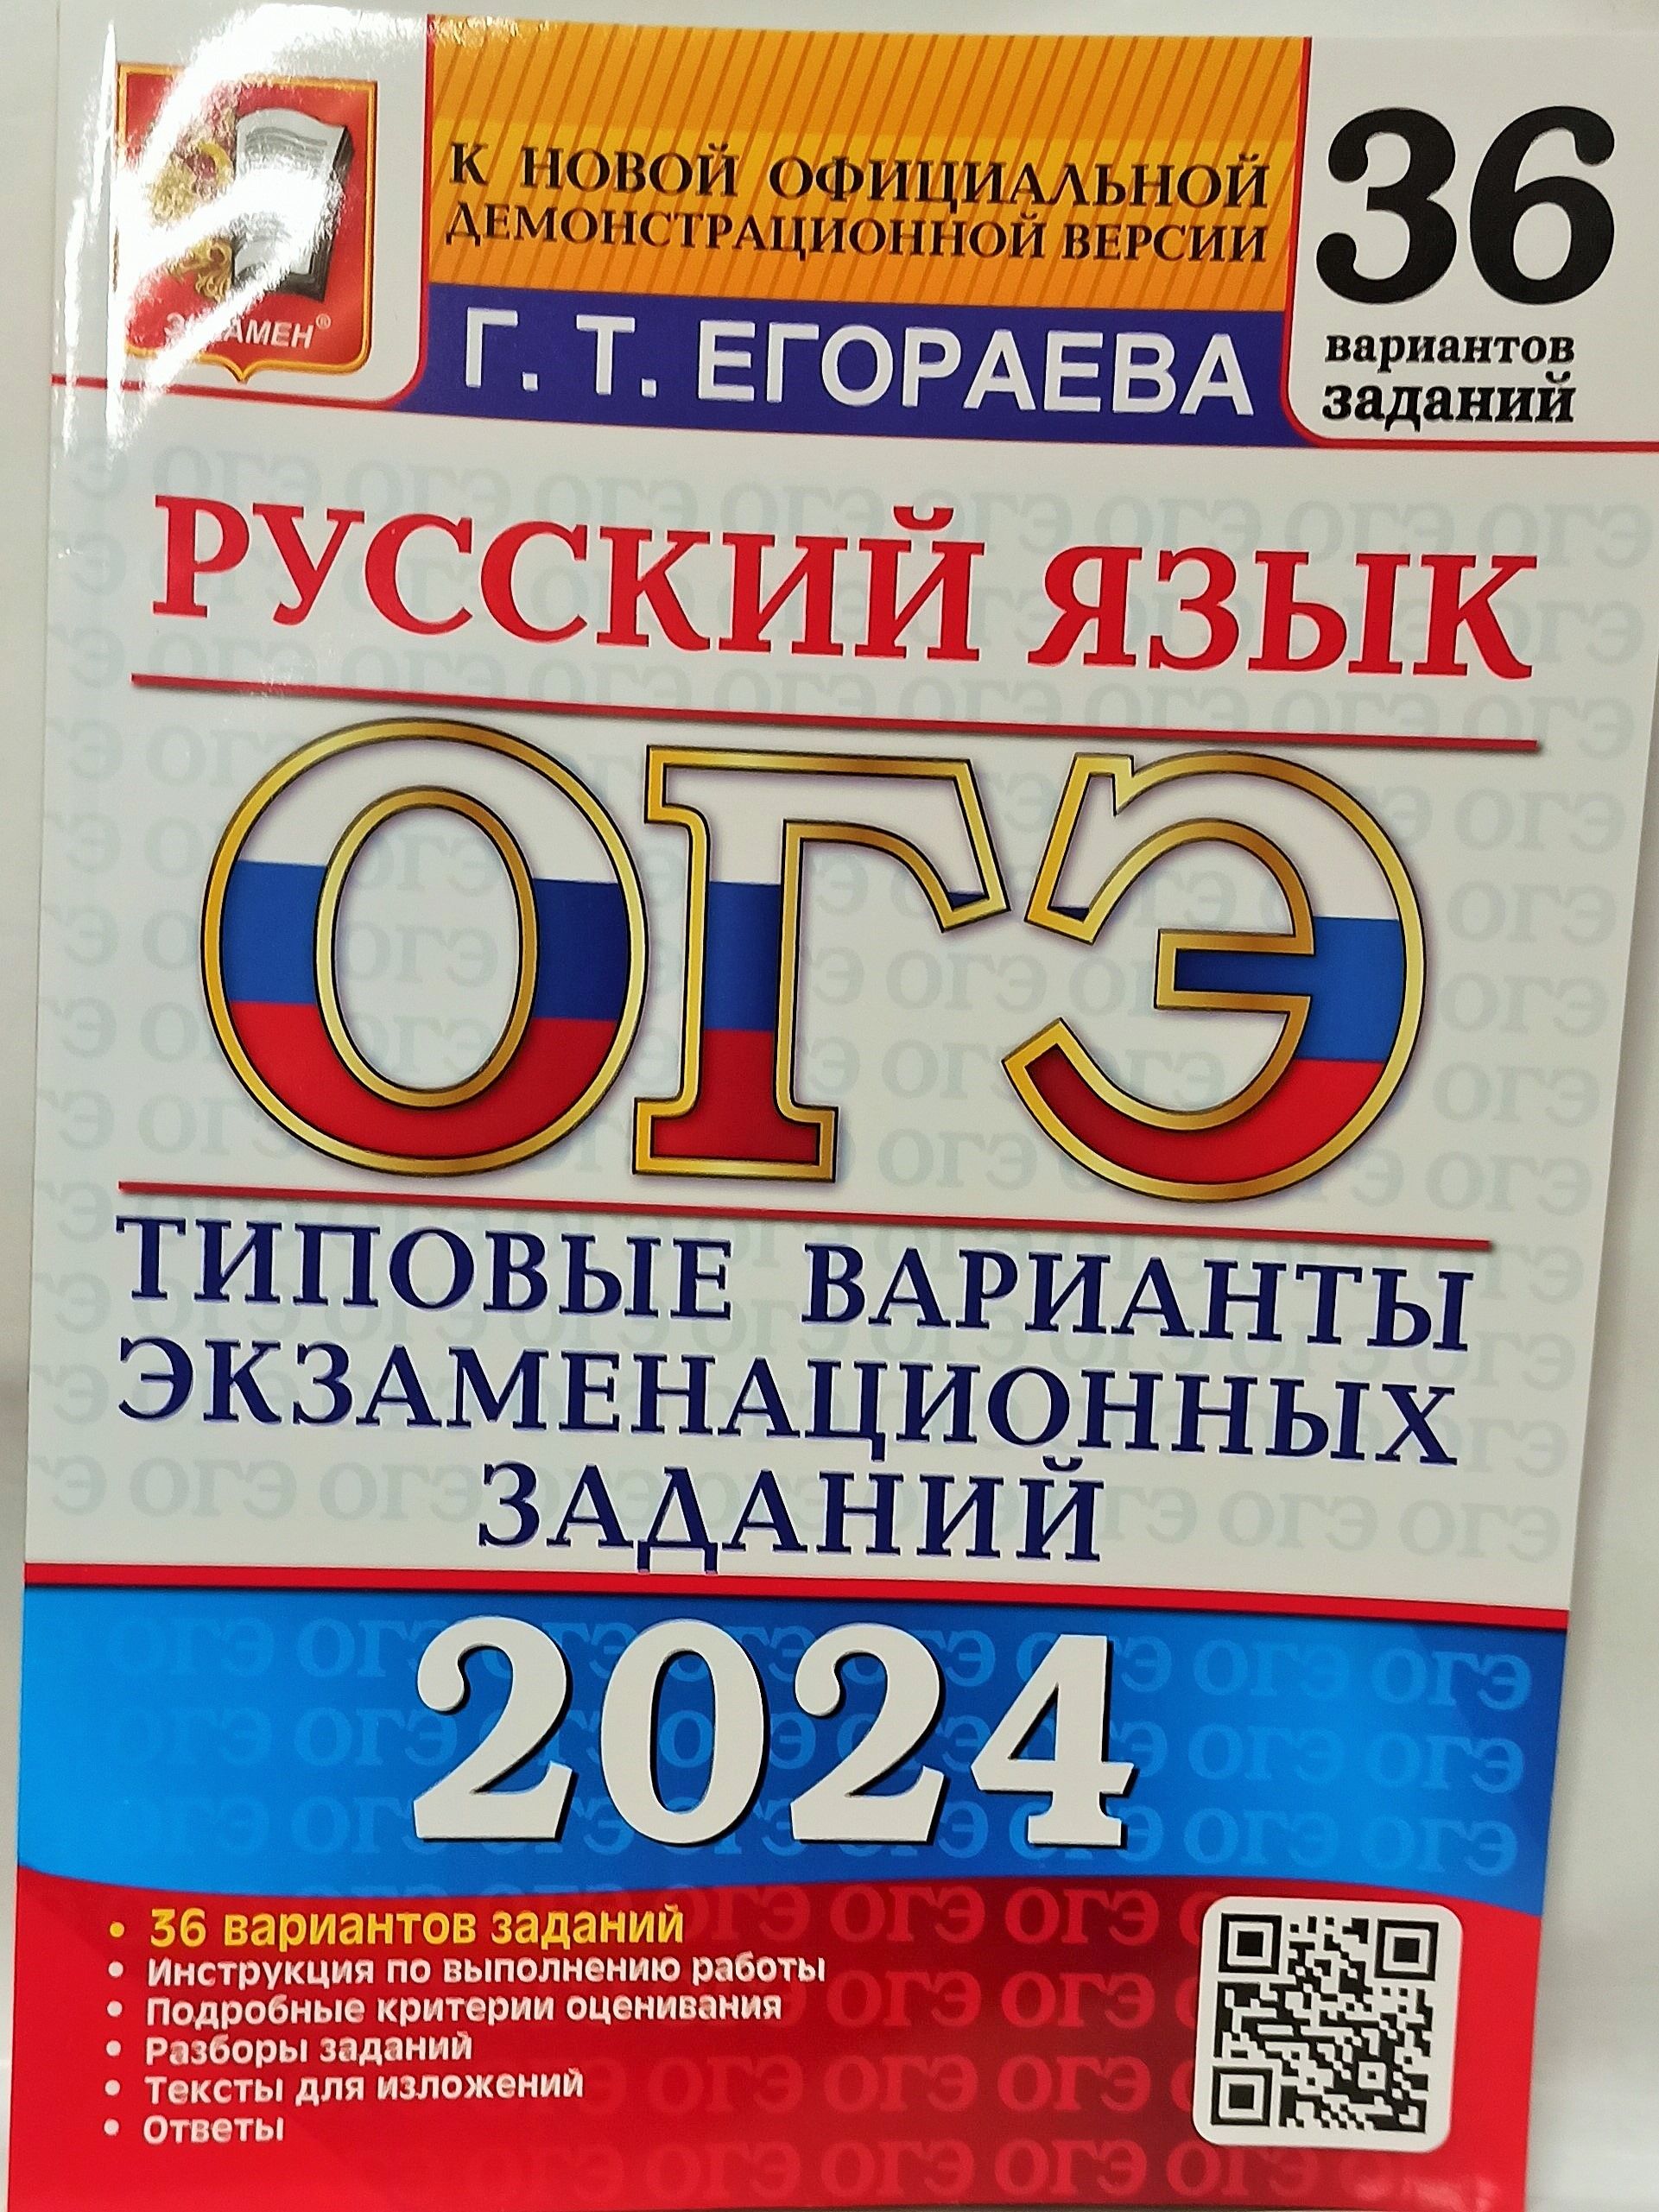 К НОВОЙ ОФИЦИАЛЬНОЙ
ДЕМОНСТРАЦИОННОЙ ВЕРСИИ
Г. Т. ЕГОРАЕВА
36
вариантов
заданий
РУССКИЙ ЯЗЫК
ОГЭ
ТИПОВЫЕ ВАРИАНТЫ
ЭКЗАМЕНАЦИОННЫХ
ЗАДАНИЙ
2024
• 36 вариантов заданий
• Инструкция по выполнению работы
• Подробные критерии оценивания
• Разборы заданий
• Тексты для изложений
• Ответы